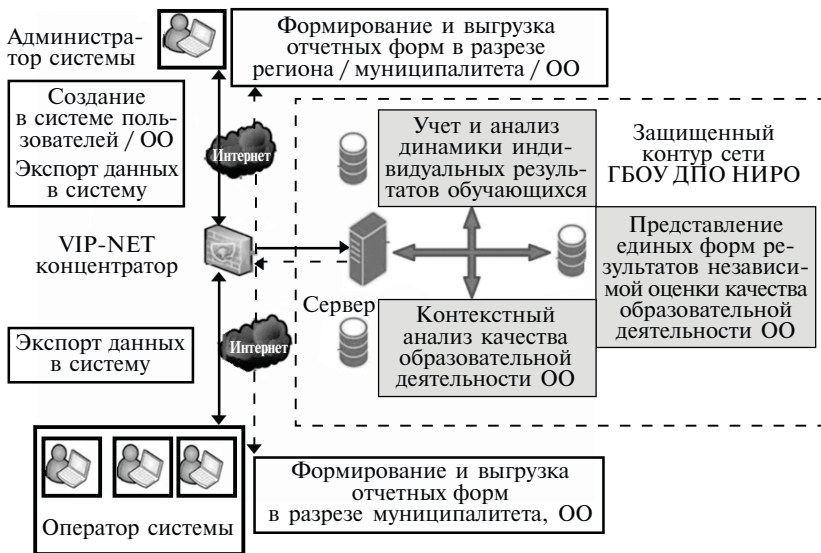 Администра-
тор системы
Формирование и выгрузка
отчетных форм в разрезе
региона / муниципалитета / ОО
Создание
в системе поль-
зователей / ОО
Экспорт данных
в систему
Интернет
Учет и анализ
динамики инди-
видуальных резуль-
татов обучающихся
Защищенный
контур сети
ГБОУ ДПО НИРО
VIP-NET
концентратор
Сервер
Представление
единых форм ре-
зультатов независи-
мой оценки качества
образовательной
деятельности ОО
Контекстный
анализ качества
образовательной
деятельности ОО
Экспорт данных
в систему
Интернет
Оператор системы
Формирование и выгрузка
отчетных форм
в разрезе муниципалитета, ОО